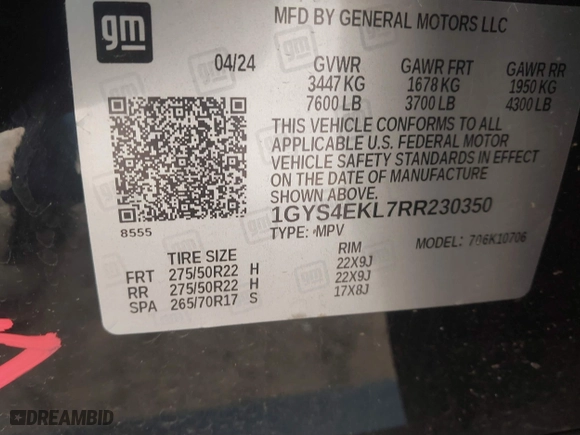 gm
MFD BY GENERAL MOTORS LLC
04/24 GVWR GAWR FRT GAWR RR
3447 KG 1678 KG 1950 KG
7600 LB 3700 LB 4300 LB
THIS VEHICLE CONFORMS TO ALL
APPLICABLE U.S. FEDERAL MOTOR
VEHICLE SAFETY STANDARDS IN EFFECT
ON THE DATE OF MANUFACTURE
SHOWN ABOVE.
8555
1GYS4EKL7RR230350
TYPE: MPV MODEL: 706K10706
TIRE SIZE RIM
FRT 275/50R22 H 22X9J
RR 275/50R22 H 22X9J
SPA 265/70R17 S 17X8J
DREAMBID